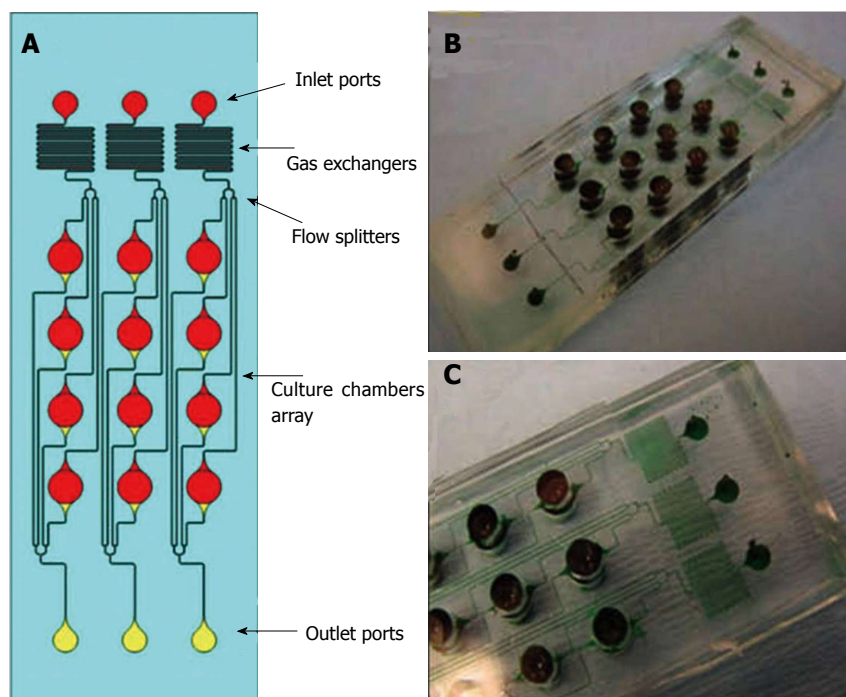 A
Inlet ports
Gas exchangers
Flow splitters
Culture chambers
array
Outlet ports
B
C